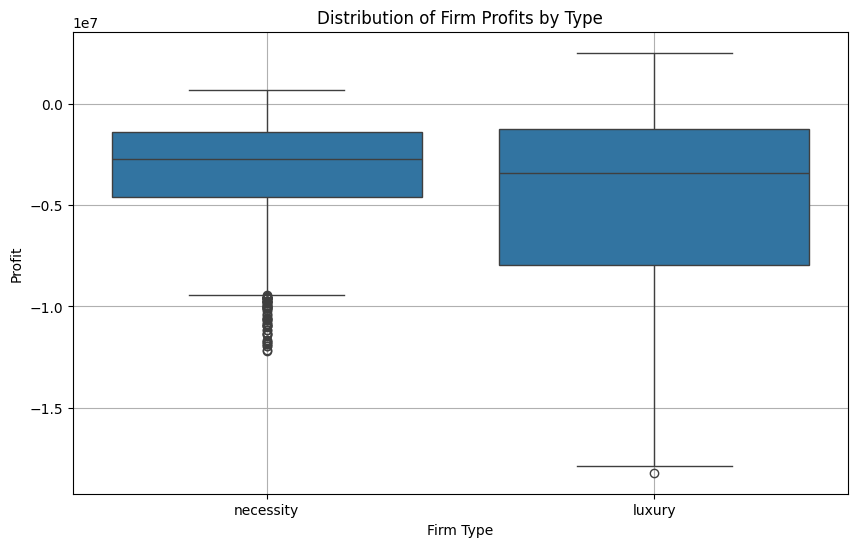 Distribution of Firm Profits by Type
1e7
0.0
−0.5
−1.0
−1.5
Profit
necessity
luxury
Firm Type